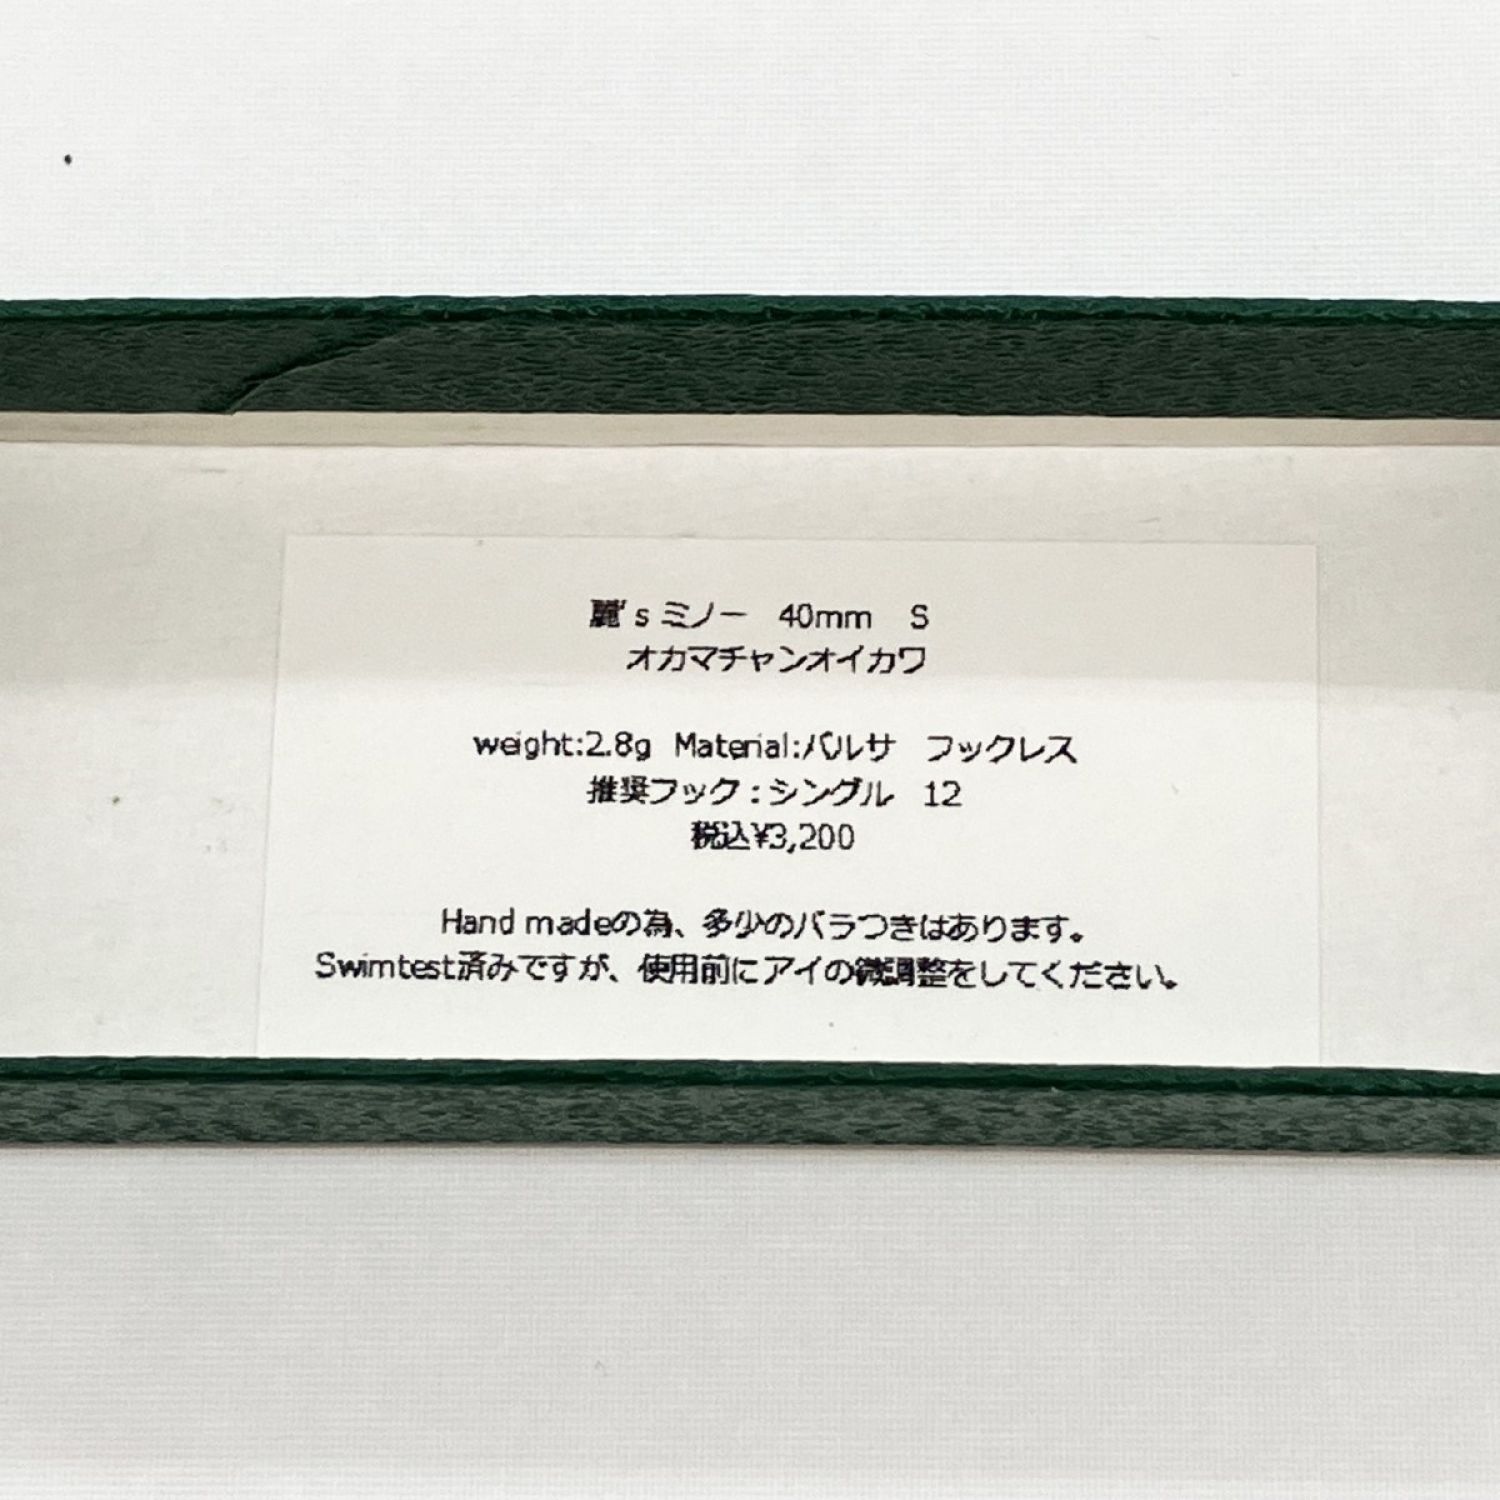 麗's ミノー 40mm S
オカマチャンオイカワ
weight:2.8g Material:バルサ フックレス
推奨フック:シングル 12
税込¥3,200
Hand madeの為、多少のバラつきはあります。
Swimtest済みですが、使用前にアイの微調整をしてください。